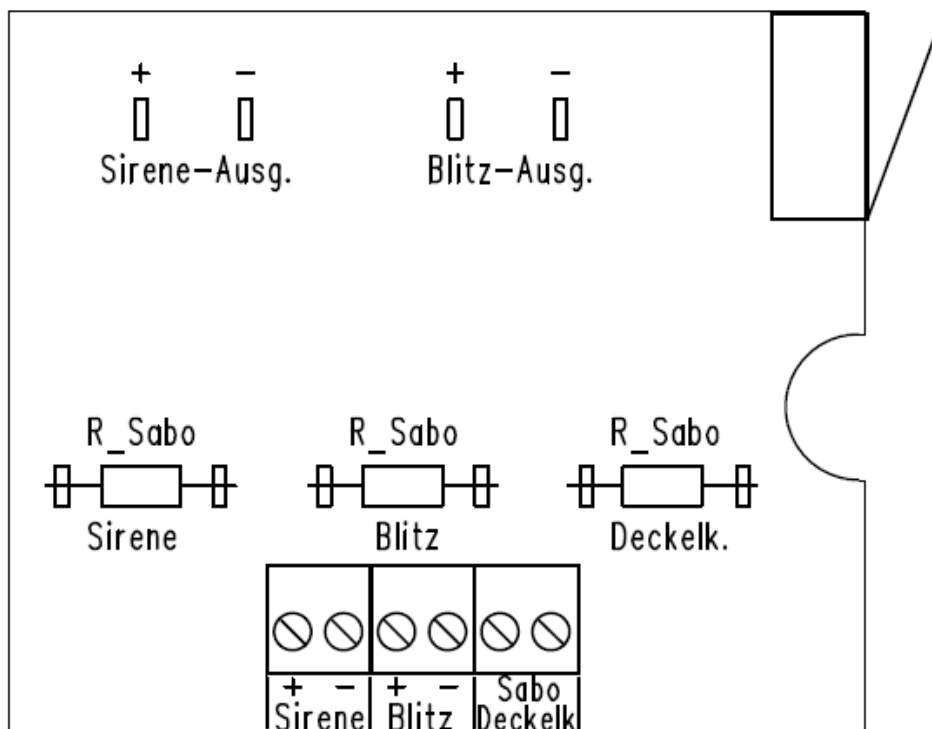 + − + −
Sirene-Ausg. Blitz-Ausg.
R_Sabo R_Sabo R_Sabo
Sirene Blitz Deckelk.
+ − + − Sabo
Sirene Blitz Deckelk